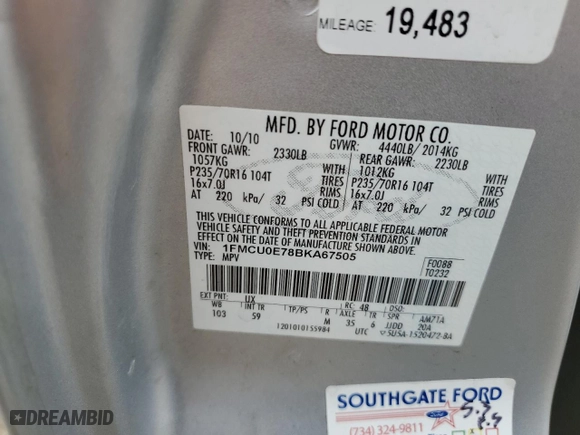 MILEAGE: 19,483
MFD. BY FORD MOTOR CO.
DATE: 10/10 GVWR: 4440LB/ 2014KG
FRONT GAWR: 2330LB REAR GAWR: 2230LB
1057KG WITH 1012KG WITH
P235/70R16 104T TIRES P235/70R16 104T TIRES
16x7.0J RIMS 16x7.0J RIMS
AT 220 kPa/ 32 PSI COLD AT 220 kPa/ 32 PSI COLD
THIS VEHICLE CONFORMS TO ALL APPLICABLE FEDERAL MOTOR
VEHICLE SAFETY AND THEFT PREVENTION STANDARDS IN
EFFECT ON THE DATE OF MANUFACTURE SHOWN ABOVE.
VIN: 1FMCU0E78BKA67505
TYPE: MPV
F0088
T0232
EXT PNT: UX RC: 48 DSO:
WB INT TR TP/PS R AXLE TR SPR AM71A
103 59 M 35 6 JJDD 20A
1201010155984 UTC
SOUTHGATE FORD
(734) 324-9811
DREAMBID